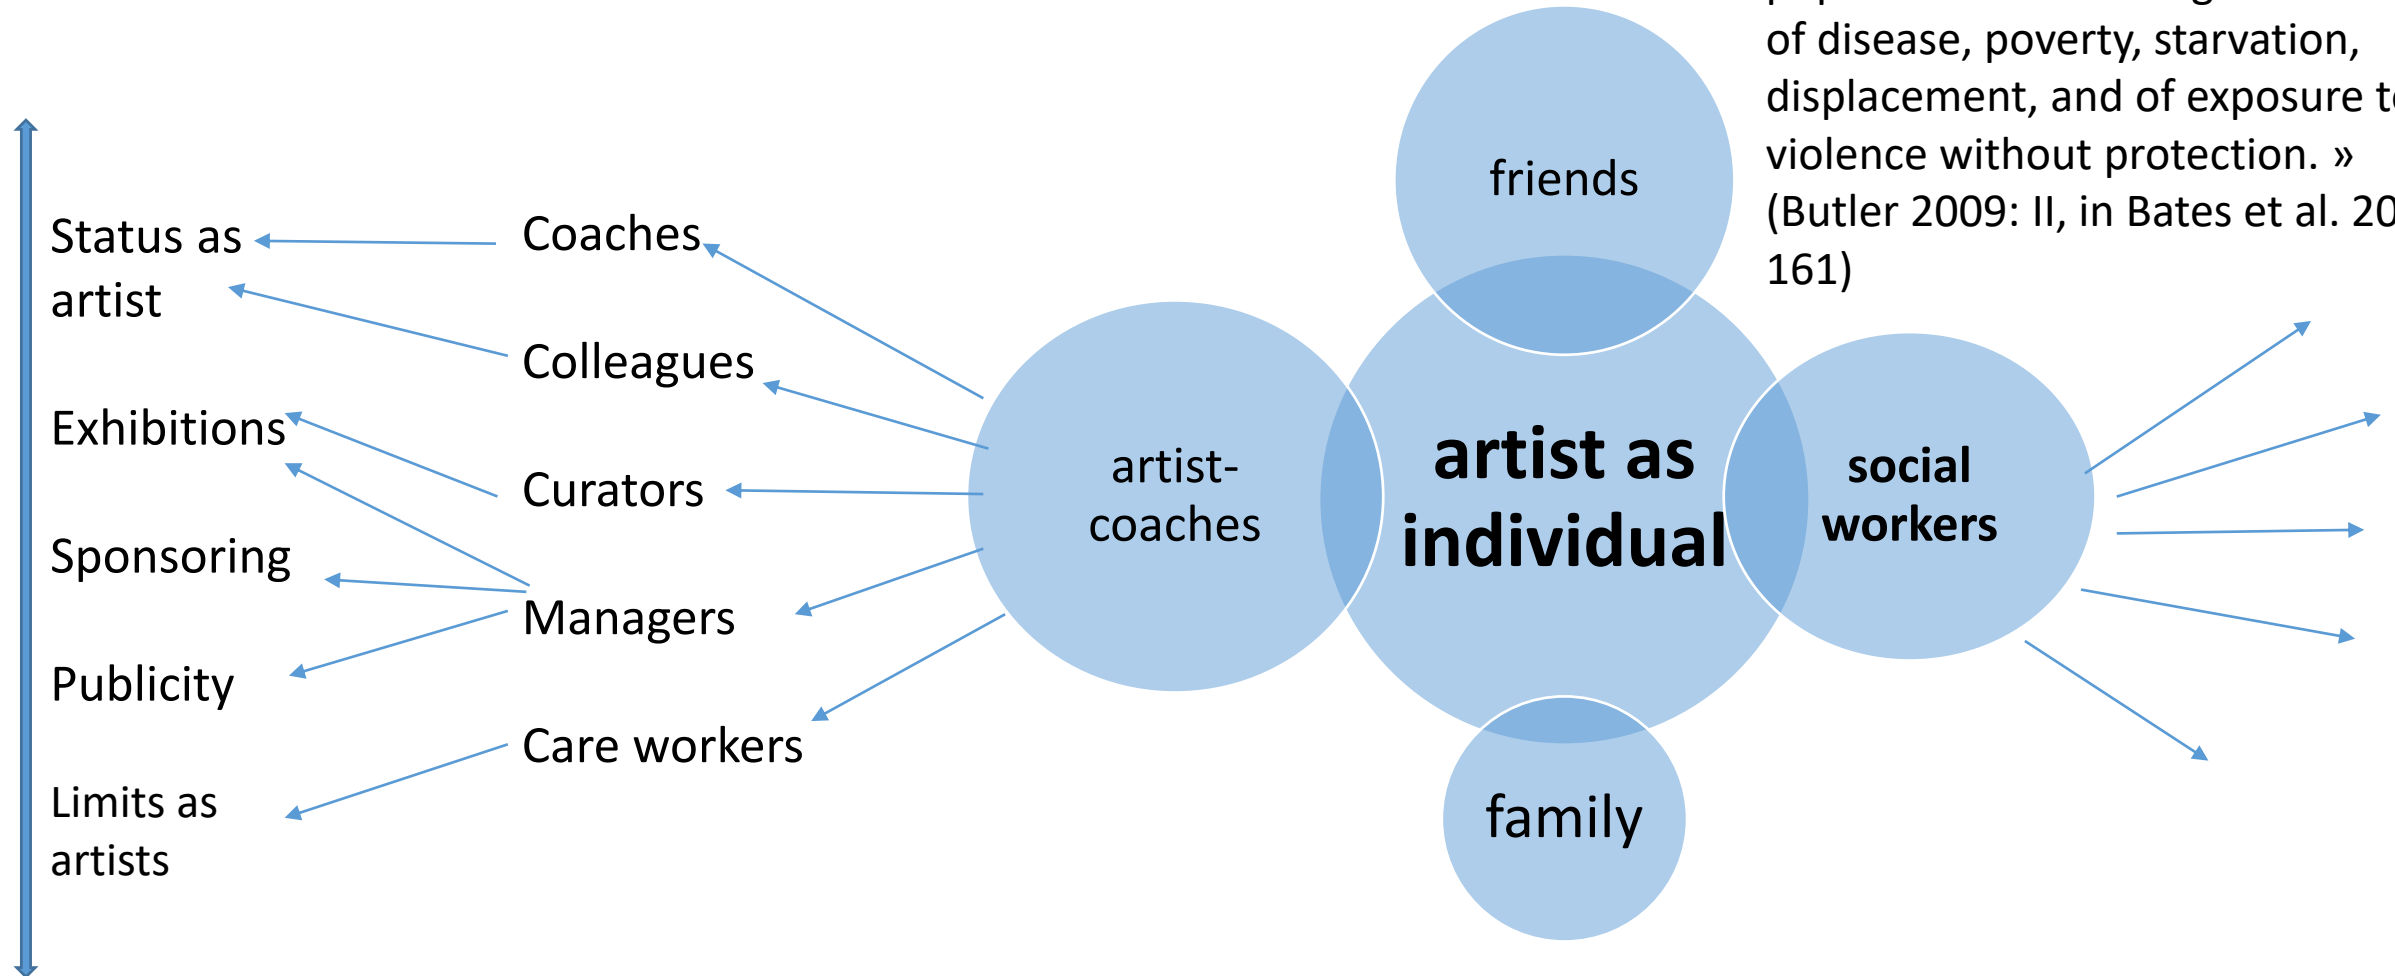 of disease, poverty, starvation,
displacement, and of exposure
violence without protection. »
(Butler 2009: II, in Bates et al.
161)
Status as
artist
Exhibitions
Sponsoring
Publicity
Limits as
artists
Coaches
Colleagues
Curators
Managers
Care workers
artist-
coaches
friends
artist as
individual
family
social
workers